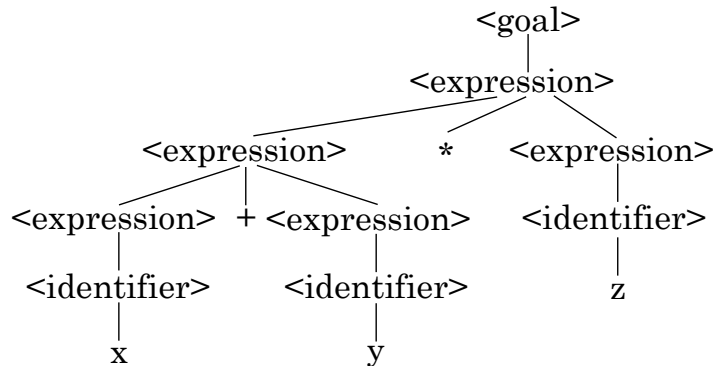 <goal>
<expression>
<expression> * <expression>
<expression> + <expression> <identifier>
<identifier> <identifier> z
x y